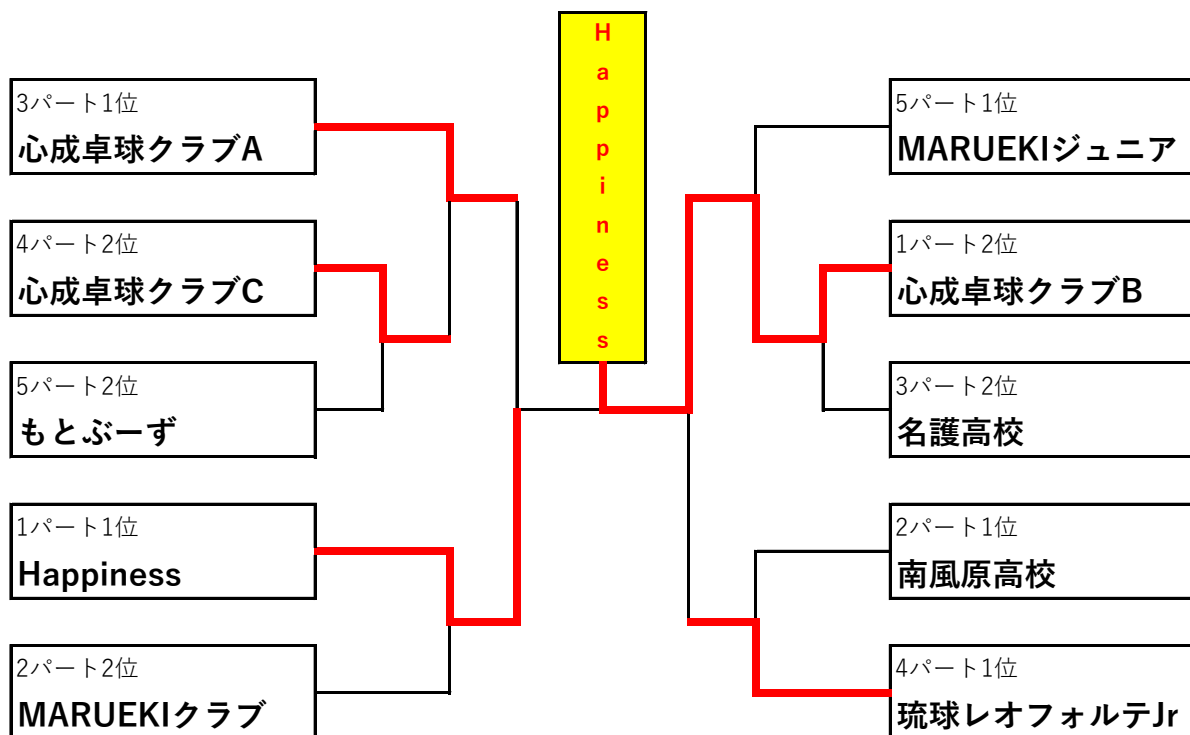 Happiness
3パート1位
心成卓球クラブA
4パート2位
心成卓球クラブC
5パート2位
もとぶーず
1パート1位
Happiness
2パート2位
MARUEKIクラブ
5パート1位
MARUEKIジュニア
1パート2位
心成卓球クラブB
3パート2位
名護高校
2パート1位
南風原高校
4パート1位
琉球レオフォルテJr